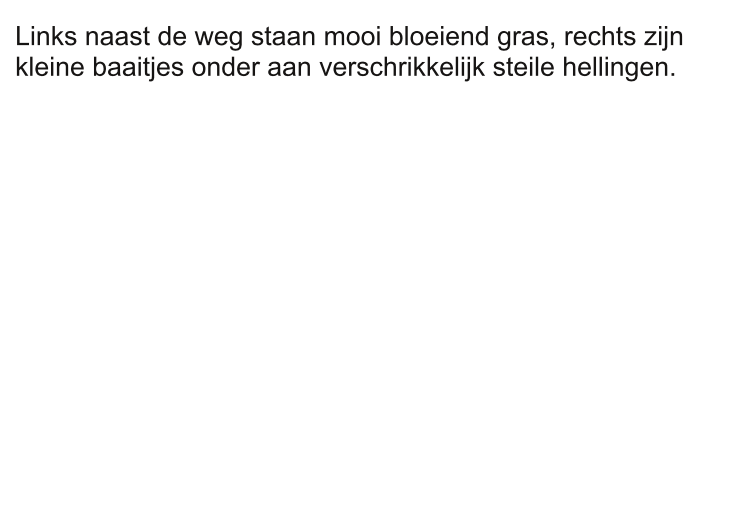 Links naast de weg staan mooi bloeiend gras, rechts zijn
kleine baaitjes onder aan verschrikkelijk steile hellingen.